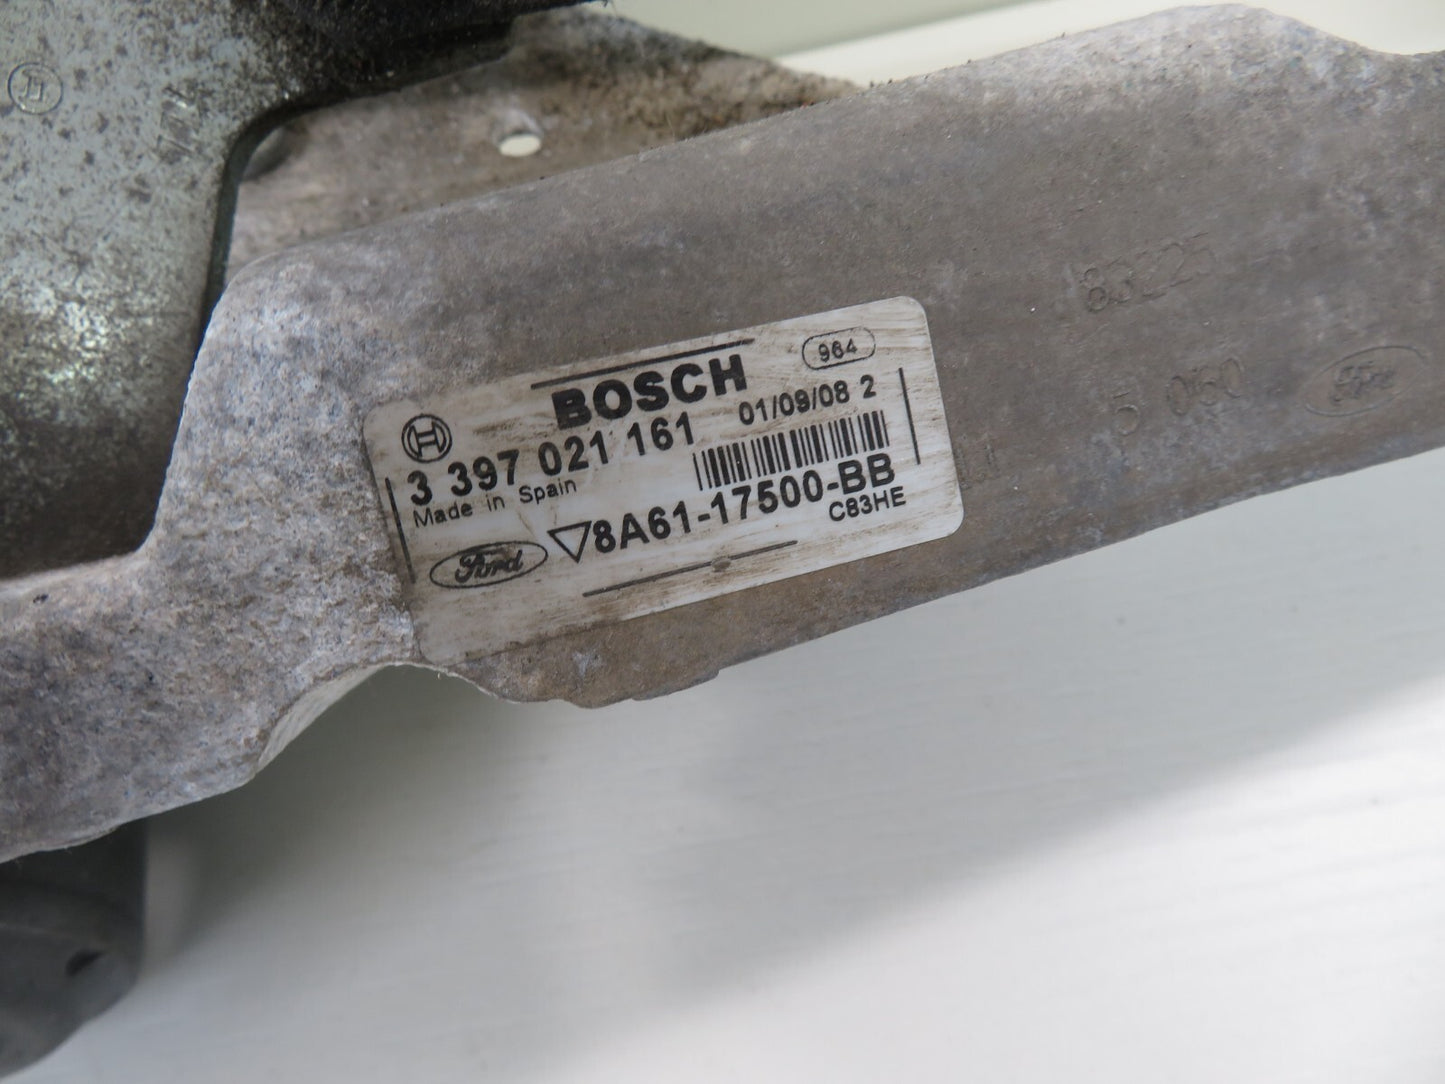 BOSCH
964
3 397 021 161
01/09/08 2
Made in Spain
8A61-17500-BB
C83HE
Ford
83225
5 060
Ford